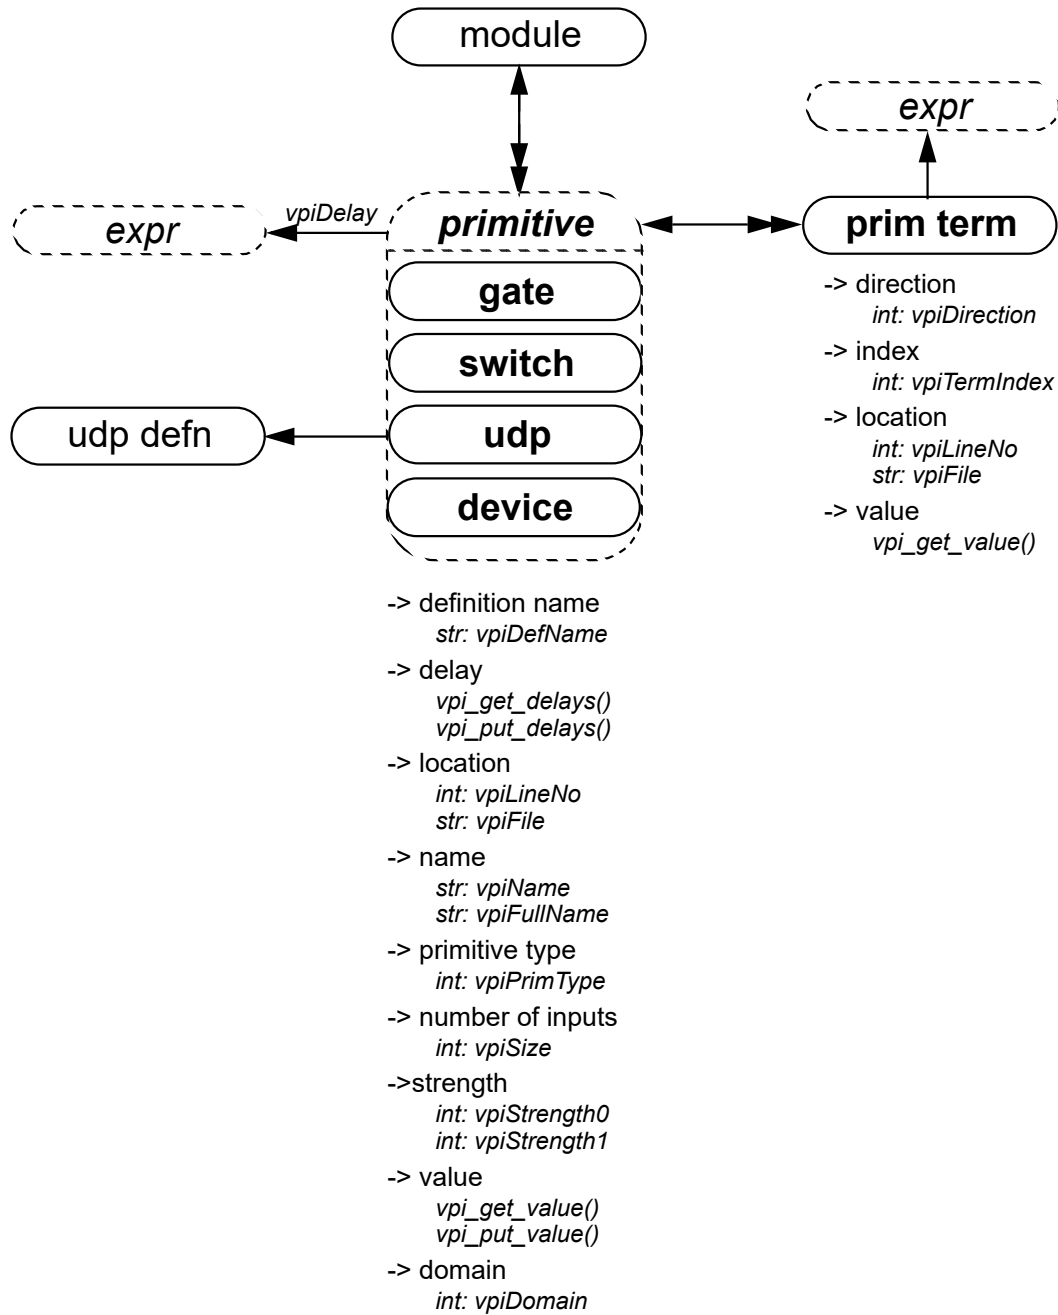 module
expr
vpiDelay
expr
primitive
prim term
gate
switch
udp defn
udp
device
-> direction
int: vpiDirection
-> index
int: vpiTermIndex
-> location
int: vpiLineNo
str: vpiFile
-> value
vpi_get_value()
-> definition name
str: vpiDefName
-> delay
vpi_get_delays()
vpi_put_delays()
-> location
int: vpiLineNo
str: vpiFile
-> name
str: vpiName
str: vpiFullName
-> primitive type
int: vpiPrimType
-> number of inputs
int: vpiSize
->strength
int: vpiStrength0
int: vpiStrength1
-> value
vpi_get_value()
vpi_put_value()
-> domain
int: vpiDomain